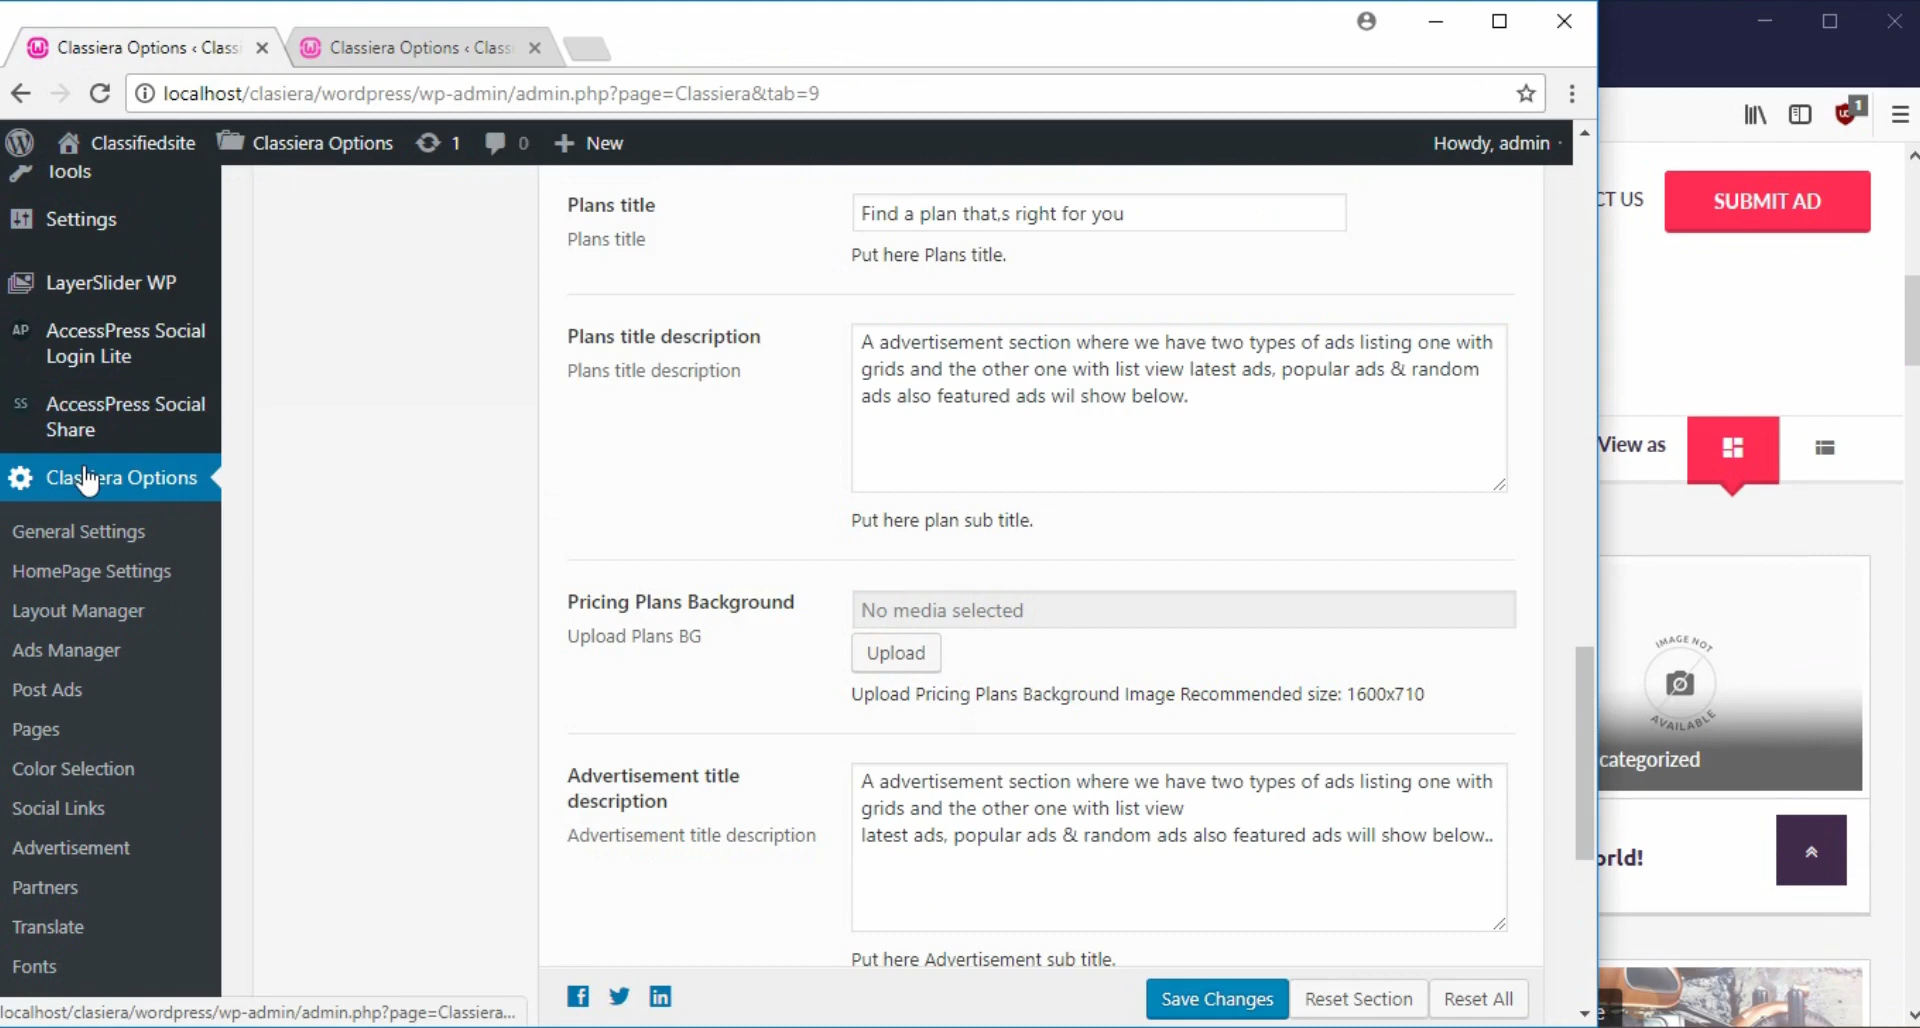 Classiera Options ‹ Classi
Classiera Options ‹ Class
localhost/clasiera/wordpress/wp-admin/admin.php?page=Classiera&tab=9
1
Classifiedsite
Classiera Options
1
0
New
Howdy, admin
Tools
Settings
LayerSlider WP
AP
AccessPress Social
Login Lite
SS
AccessPress Social
Share
Classiera Options
General Settings
HomePage Settings
Layout Manager
Ads Manager
Post Ads
Pages
Color Selection
Social Links
Advertisement
Partners
Translate
Fonts
localhost/clasiera/wordpress/wp-admin/admin.php?page=Classiera...
Plans title
Plans title
Find a plan that,s right for you
Put here Plans title.
Plans title description
Plans title description
A advertisement section where we have two types of ads listing one with
grids and the other one with list view latest ads, popular ads & random
ads also featured ads wil show below.
Put here plan sub title.
Pricing Plans Background
Upload Plans BG
No media selected
Upload
Upload Pricing Plans Background Image Recommended size: 1600x710
Advertisement title
description
Advertisement title description
A advertisement section where we have two types of ads listing one with
grids and the other one with list view
latest ads, popular ads & random ads also featured ads will show below..
Put here Advertisement sub title.
Save Changes
Reset Section
Reset All
CT US
SUBMIT AD
View as
IMAGE NOT
AVAILABLE
categorized
orld!